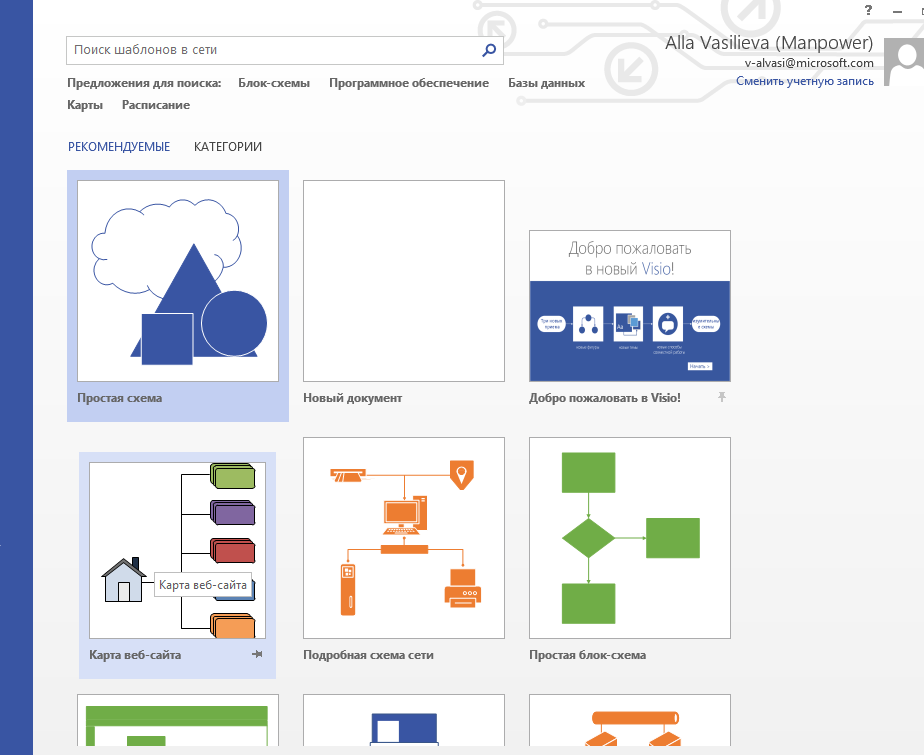 ?
Поиск шаблонов в сети
Alla Vasilieva (Manpower)
v-alvasi@microsoft.com
Сменить учетную запись
Предложения для поиска: Блок-схемы Программное обеспечение Базы данных
Карты Расписание
РЕКОМЕНДУЕМЫЕ КАТЕГОРИИ
Добро пожаловать
в новый Visio!
Aa
Начать >
Простая схема
Новый документ
Добро пожаловать в Visio!
Карта веб-сайта
Карта веб-сайта
Подробная схема сети
Простая блок-схема